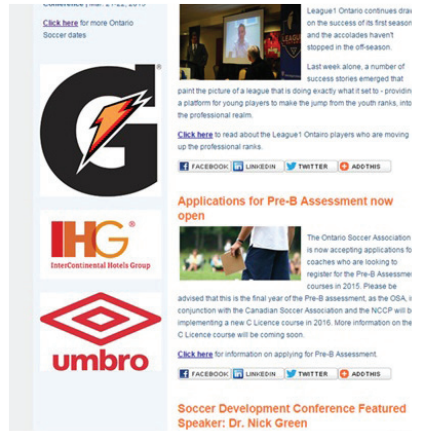 Conference | Mar. 21-22, 2015
Click here for more Ontario
Soccer dates
G
IHG
InterContinental Hotels Group
umbro
League1 Ontario continues
on the success of its first season
and the accolades haven't
stopped in the off-season.
Last week alone, a number of
success stories emerged that
paint the picture of a league that is doing exactly what it set to - providin
a platform for young players to make the jump from the youth ranks, into
the professional realm.
Click here to read about the League1 Ontairo players who are moving
up the professional ranks.
FACEBOOK LINKEDIN TWITTER ADDTHIS
Applications for Pre-B Assessment now
open
The Ontario Soccer Association
is now accepting applications fo
coaches who are looking to
register for the Pre-B Assessme
courses in 2015. Please be
advised that this is the final year of the Pre-B assessment, as the OSA, i
conjunction with the Canadian Soccer Association and the NCCP will b
implementing a new C Licence course in 2016. More information on the
C Licence course will be coming soon.
Click here for information on applying for Pre-B Assessment.
FACEBOOK LINKEDIN TWITTER ADDTHIS
Soccer Development Conference Featured
Speaker: Dr. Nick Green